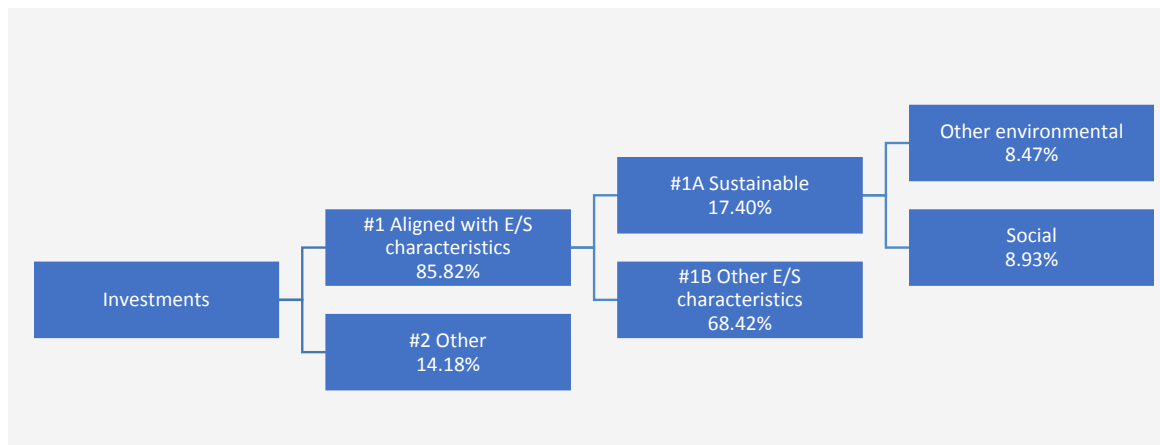 Investments
#1 Aligned with E/S
characteristics
85.82%
#2 Other
14.18%
#1A Sustainable
17.40%
#1B Other E/S
characteristics
68.42%
Other environmental
8.47%
Social
8.93%